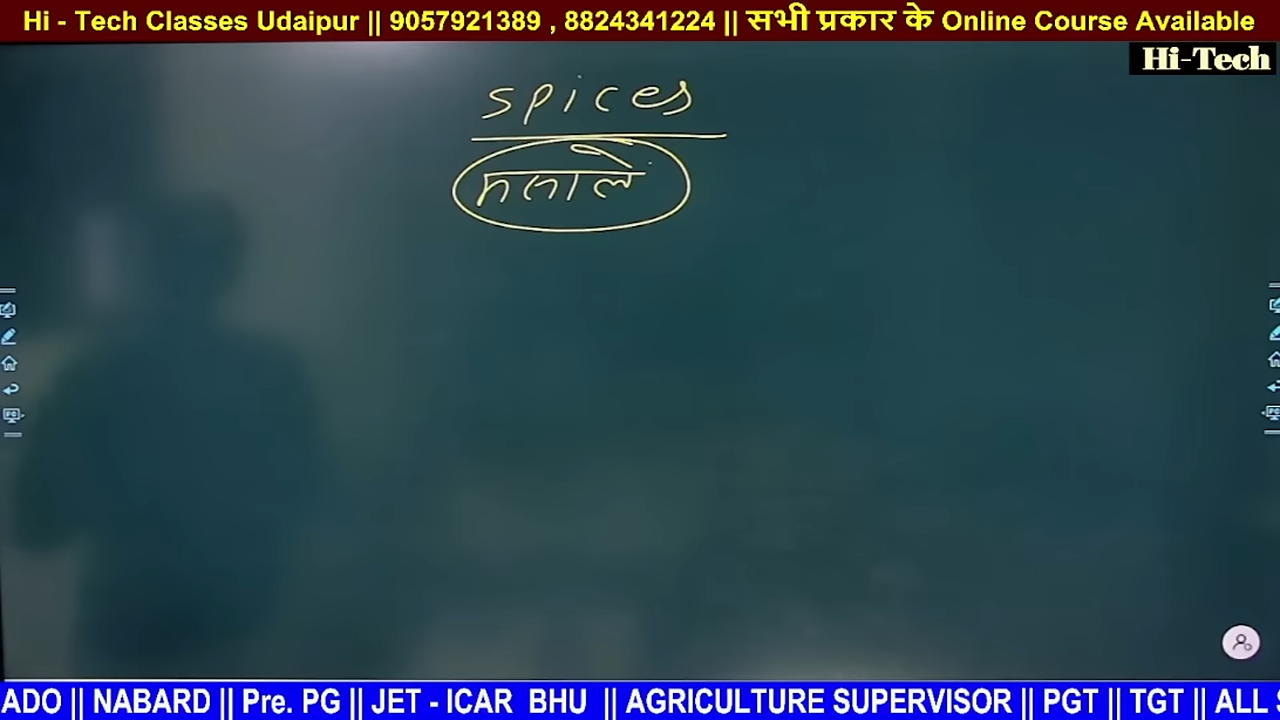 Hi - Tech Classes Udaipur || 9057921389 , 8824341224 || सभी प्रकार के Online Course Available
Hi-Tech
spices
मसाले
ADO || NABARD || Pre. PG || JET - ICAR BHU || AGRICULTURE SUPERVISOR || PGT || TGT || ALL S